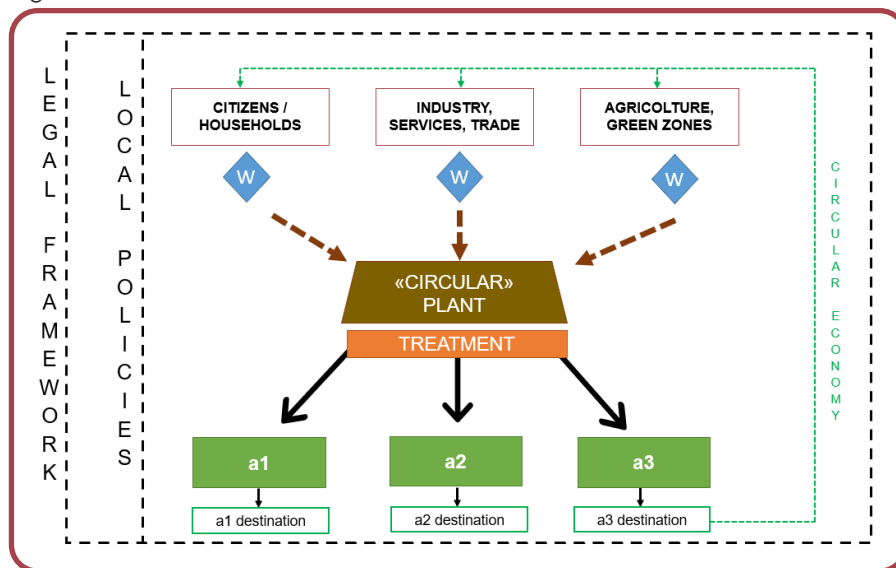 LEGAL FRAMEWORK
LOCAL POLICIES
CITIZENS /
HOUSEHOLDS
INDUSTRY,
SERVICES, TRADE
AGRICOLTURE,
GREEN ZONES
W
W
W
CIRCULAR ECONOMY
«CIRCULAR»
PLANT
TREATMENT
a1
a2
a3
a1 destination
a2 destination
a3 destination